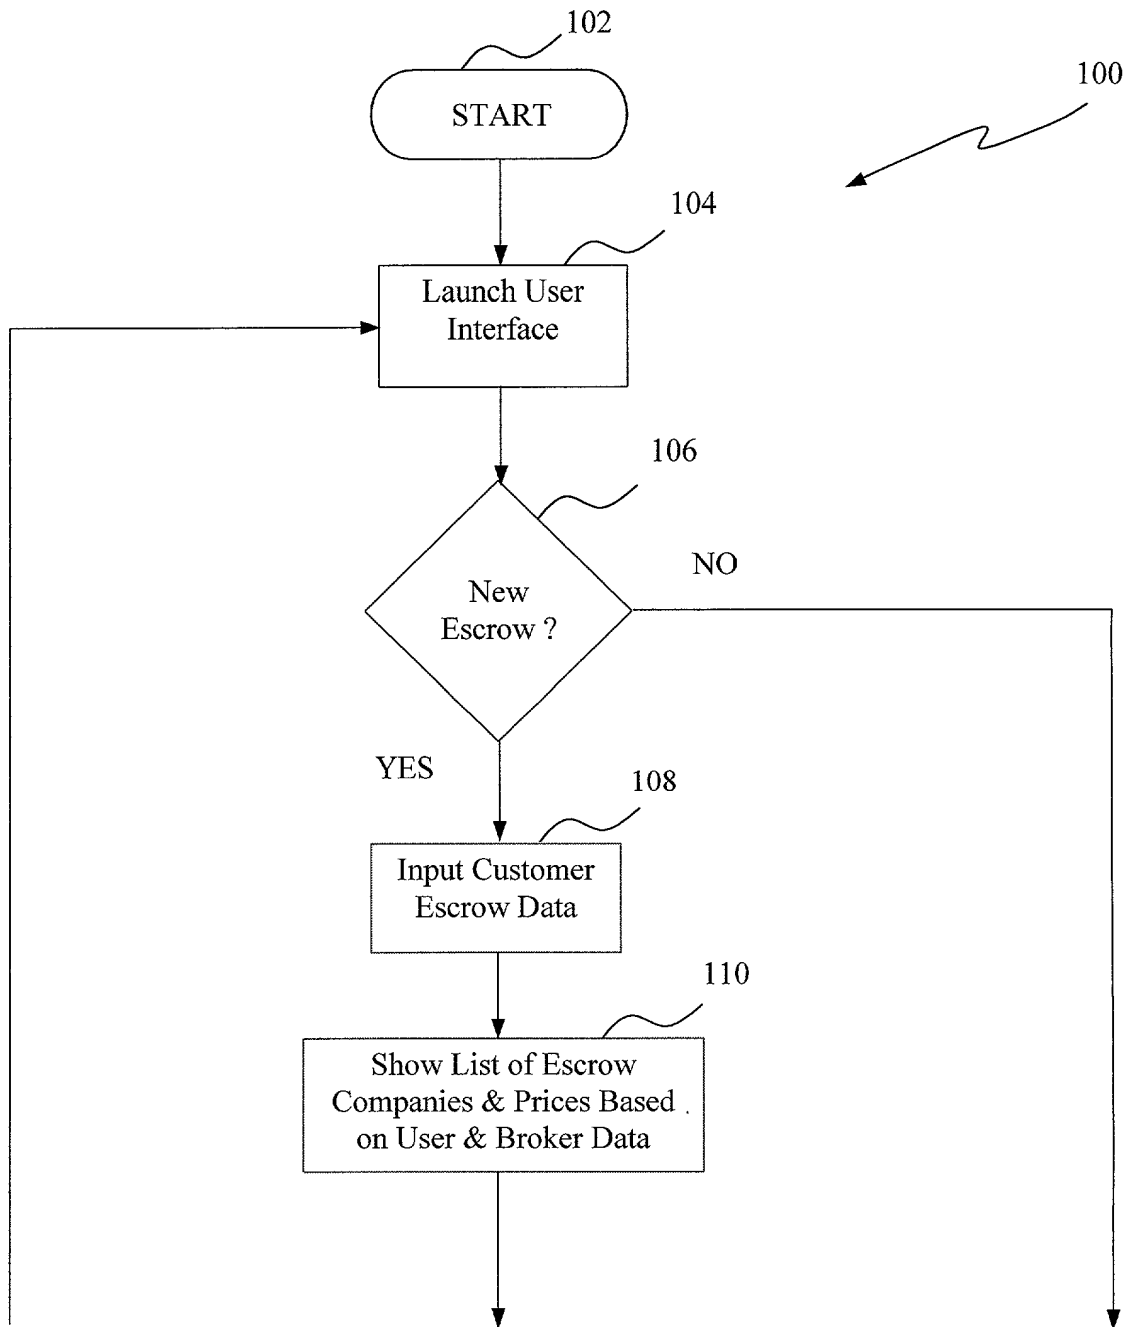 102
100
START
104
Launch User
Interface
106
NO
New
Escrow ?
YES
108
Input Customer
Escrow Data
110
Show List of Escrow
Companies & Prices Based
on User & Broker Data